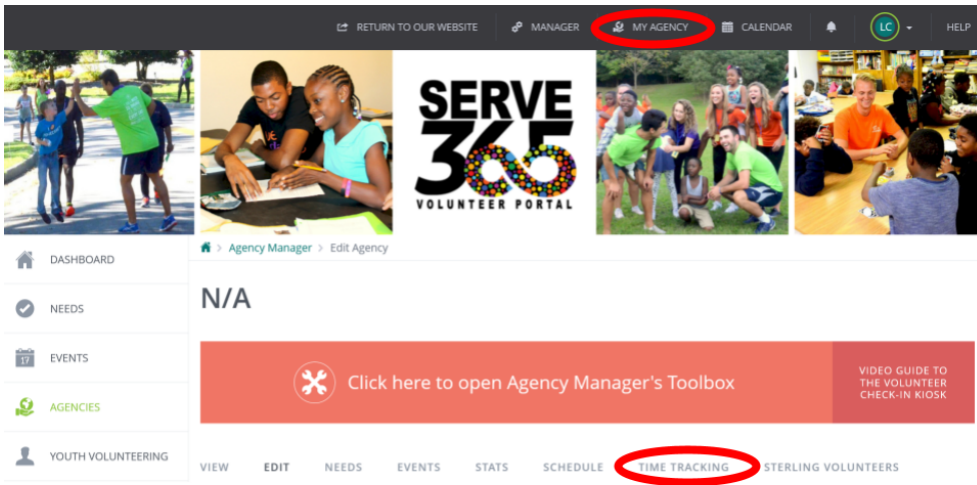 RETURN TO OUR WEBSITE MANAGER MY AGENCY CALENDAR LC HELP
SERVE
365
VOLUNTEER PORTAL
> Agency Manager > Edit Agency
DASHBOARD
NEEDS
17 EVENTS
AGENCIES
YOUTH VOLUNTEERING
N/A
Click here to open Agency Manager's Toolbox
VIDEO GUIDE TO
THE VOLUNTEER
CHECK-IN KIOSK
VIEW EDIT NEEDS EVENTS STATS SCHEDULE TIME TRACKING STERLING VOLUNTEERS